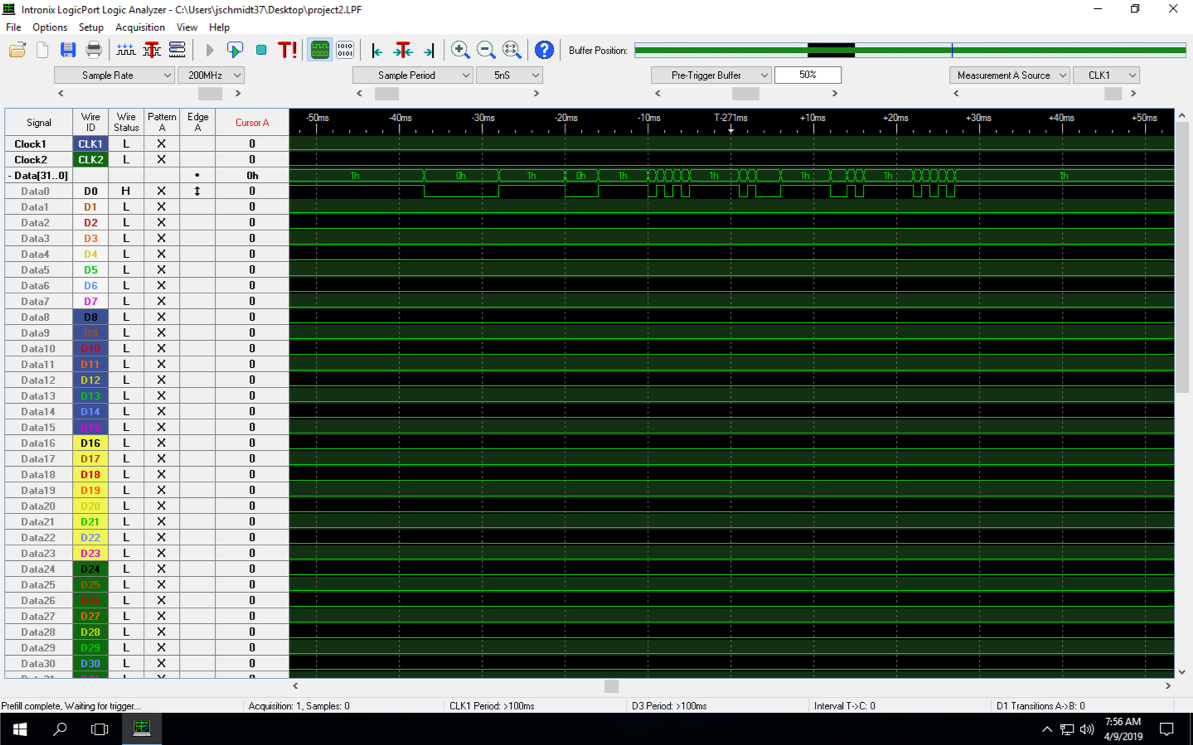 Intronix LogicPort Logic Analyzer - C:\Users\jschmidt37\Desktop\project2.LPF
File Options Setup Acquisition View Help
T T! 1010 0101 T ? Buffer Position:
Sample Rate 200MHz Sample Period 5nS Pre-Trigger Buffer 50% Measurement A Source CLK1
Signal Wire ID Wire Status Pattern A Edge A Cursor A -50ms -40ms -30ms -20ms -10ms T-271ms +10ms +20ms +30ms +40ms +50ms
Clock1 CLK1 L X 0
Clock2 CLK2 L X 0
- Data[31..0] 0h 1h 0h 1h 0h 1h 1h 1h 1h 1h
Data0 D0 H X 0
Data1 D1 L X 0
Data2 D2 L X 0
Data3 D3 L X 0
Data4 D4 L X 0
Data5 D5 L X 0
Data6 D6 L X 0
Data7 D7 L X 0
Data8 D8 L X 0
Data9 D9 L X 0
Data10 D10 L X 0
Data11 D11 L X 0
Data12 D12 L X 0
Data13 D13 L X 0
Data14 D14 L X 0
Data15 D15 L X 0
Data16 D16 L X 0
Data17 D17 L X 0
Data18 D18 L X 0
Data19 D19 L X 0
Data20 D20 L X 0
Data21 D21 L X 0
Data22 D22 L X 0
Data23 D23 L X 0
Data24 D24 L X 0
Data25 D25 L X 0
Data26 D26 L X 0
Data27 D27 L X 0
Data28 D28 L X 0
Data29 D29 L X 0
Data30 D30 L X 0
Prefill complete, Waiting for trigger... Acquisition: 1, Samples: 0 CLK1 Period: >100ms D3 Period: >100ms Interval T->C: 0 D1 Transitions A->B: 0
7:56 AM
4/9/2019